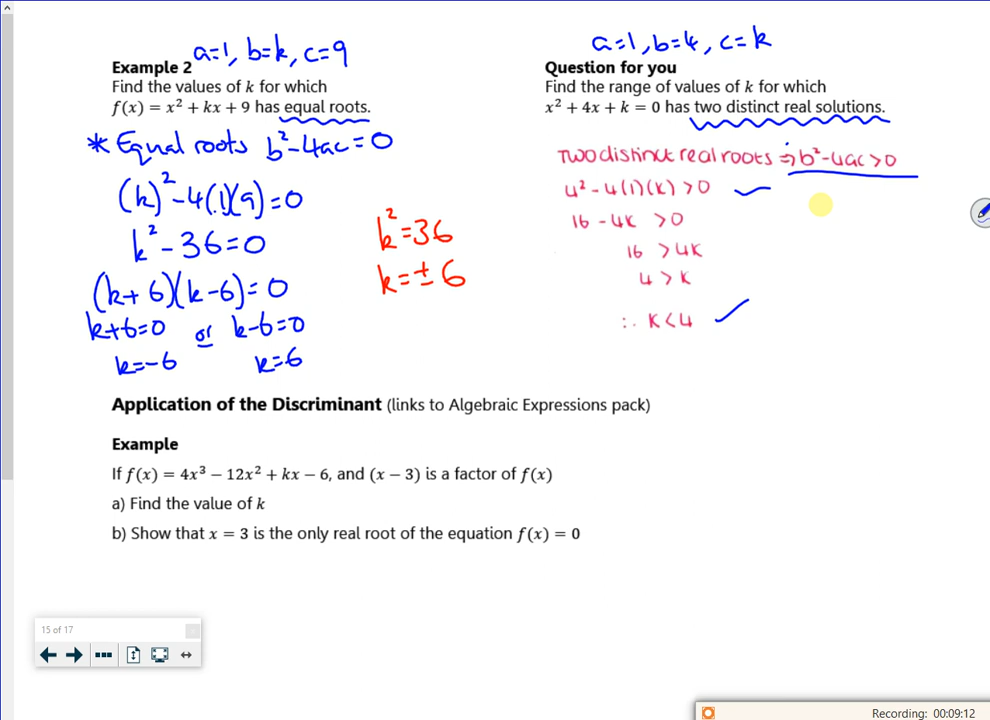 a=1, b=k, c=9
Example 2
Find the values of k for which
f(x) = x² + kx + 9 has equal roots.
* Equal roots b²-4ac=0
(k)²-4(1)(9)=0
k²-36=0
(k+6)(k-6)=0
k+6=0 or k-6=0
k=-6 k=6
k²=36
k=±6
a=1, b=4, c=k
Question for you
Find the range of values of k for which
x² + 4x + k = 0 has two distinct real solutions.
Two distinct real roots ⇒ b²-4ac>0
4²-4(1)(k)>0
16-4k >0
16 >4k
4>k
∴ k<4
Application of the Discriminant (links to Algebraic Expressions pack)
Example
If f(x) = 4x³ − 12x² + kx − 6, and (x − 3) is a factor of f(x)
a) Find the value of k
b) Show that x = 3 is the only real root of the equation f(x) = 0
15 of 17
Recording: 00:09:12